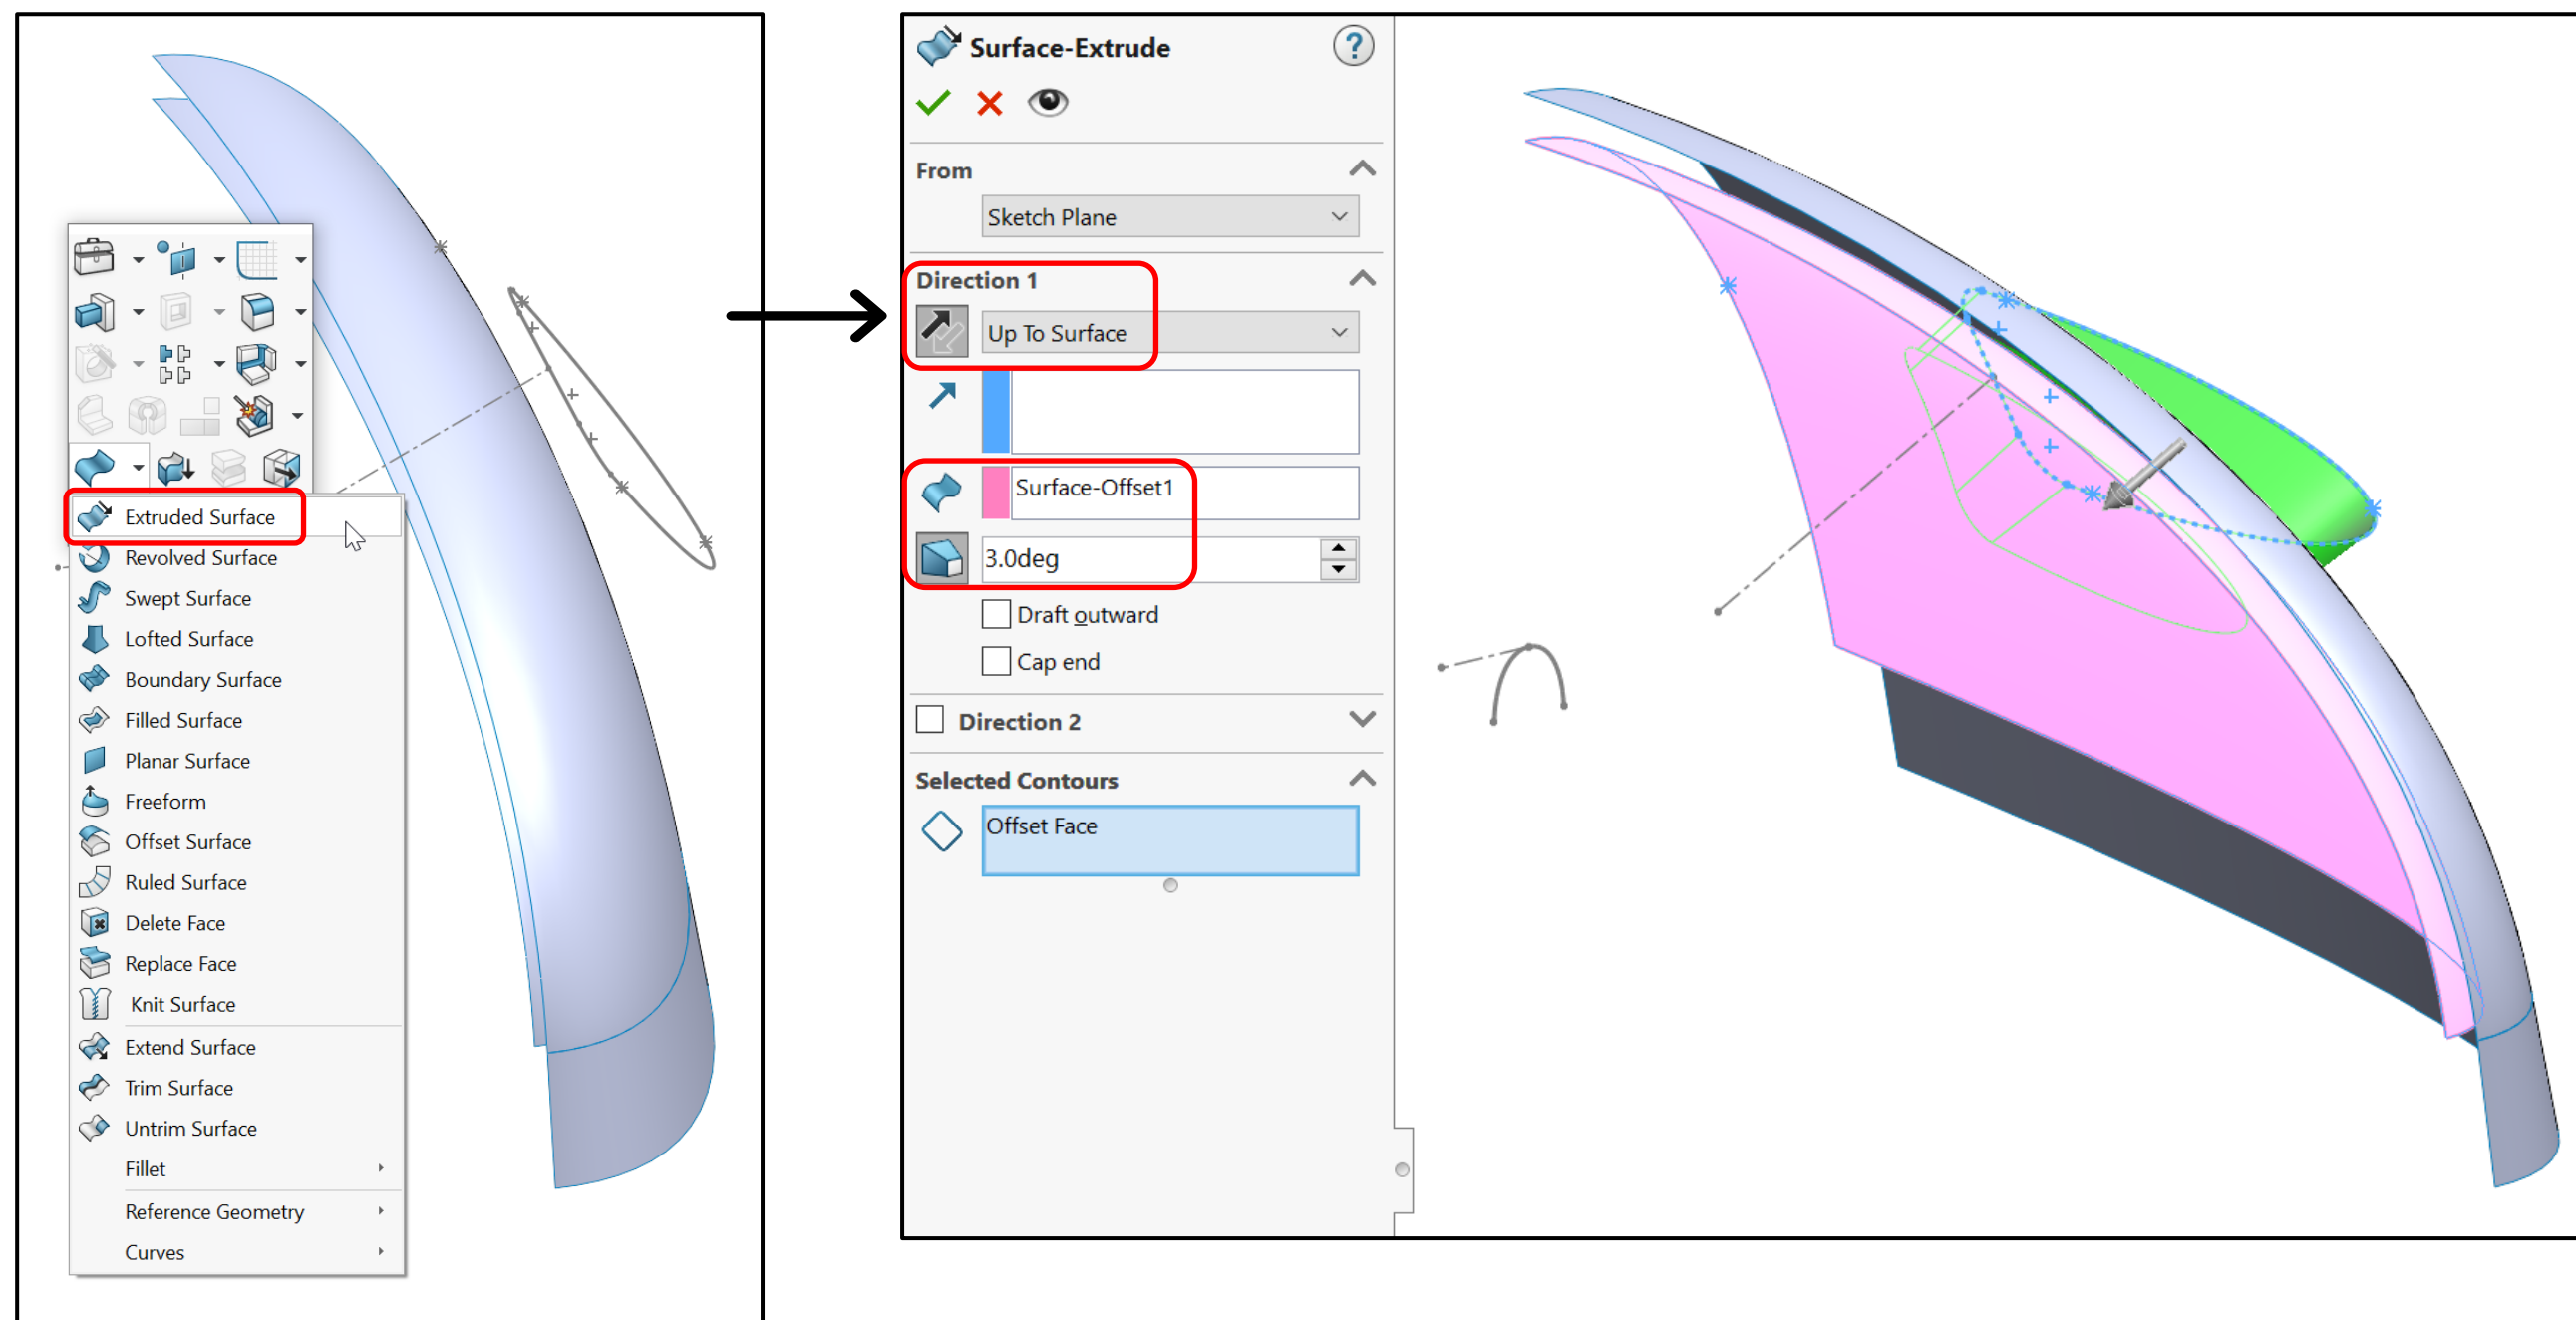 Extruded Surface
Revolved Surface
Swept Surface
Lofted Surface
Boundary Surface
Filled Surface
Planar Surface
Freeform
Offset Surface
Ruled Surface
Delete Face
Replace Face
Knit Surface
Extend Surface
Trim Surface
Untrim Surface
Fillet
Reference Geometry
Curves
Surface-Extrude
?
From
Sketch Plane
Direction 1
Up To Surface
Surface-Offset1
3.0deg
Draft outward
Cap end
Direction 2
Selected Contours
Offset Face